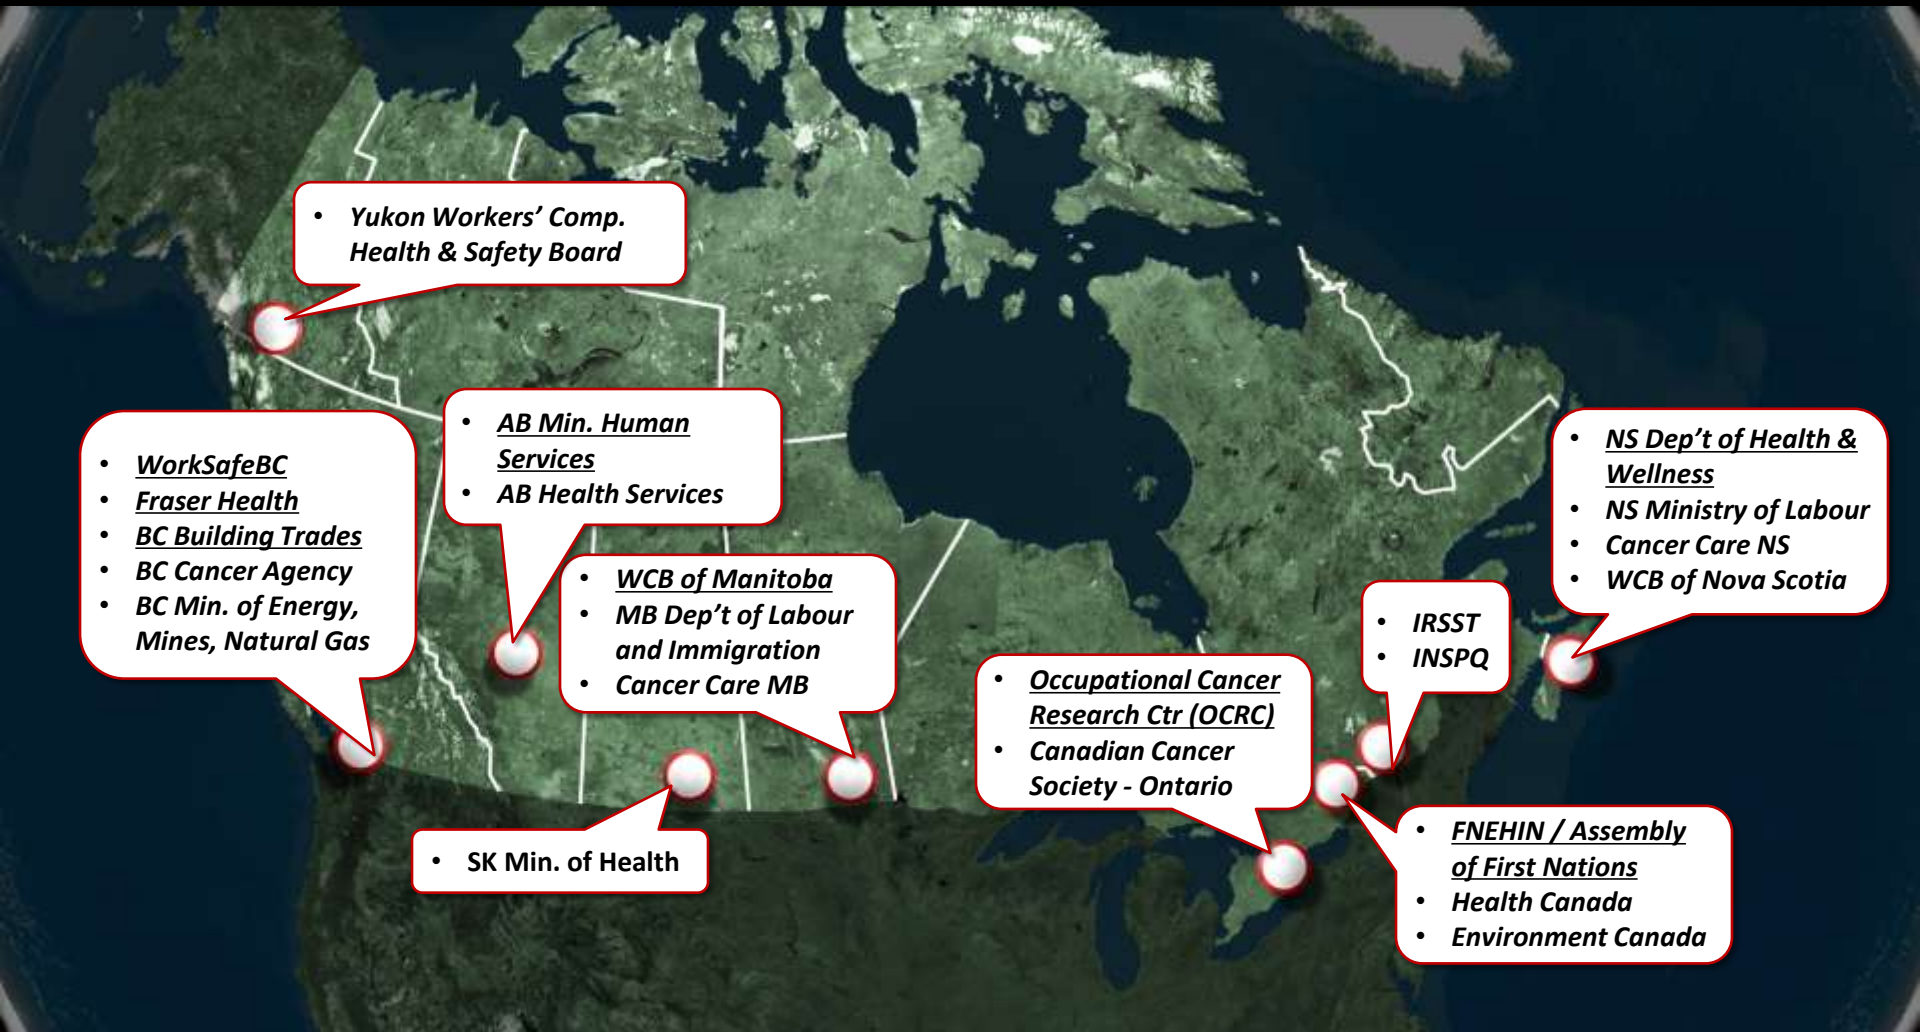 • Yukon Workers’ Comp.
Health & Safety Board
• AB Min. Human
Services
• AB Health Services
• WorkSafeBC
• Fraser Health
• BC Building Trades
• BC Cancer Agency
• BC Min. of Energy,
Mines, Natural Gas
• WCB of Manitoba
• MB Dep’t of Labour
and Immigration
• Cancer Care MB
• SK Min. of Health
• Occupational Cancer
Research Ctr (OCRC)
• Canadian Cancer
Society - Ontario
• IRSST
• INSPQ
• NS Dep’t of Health &
Wellness
• NS Ministry of Labour
• Cancer Care NS
• WCB of Nova Scotia
• FNEHIN / Assembly
of First Nations
• Health Canada
• Environment Canada